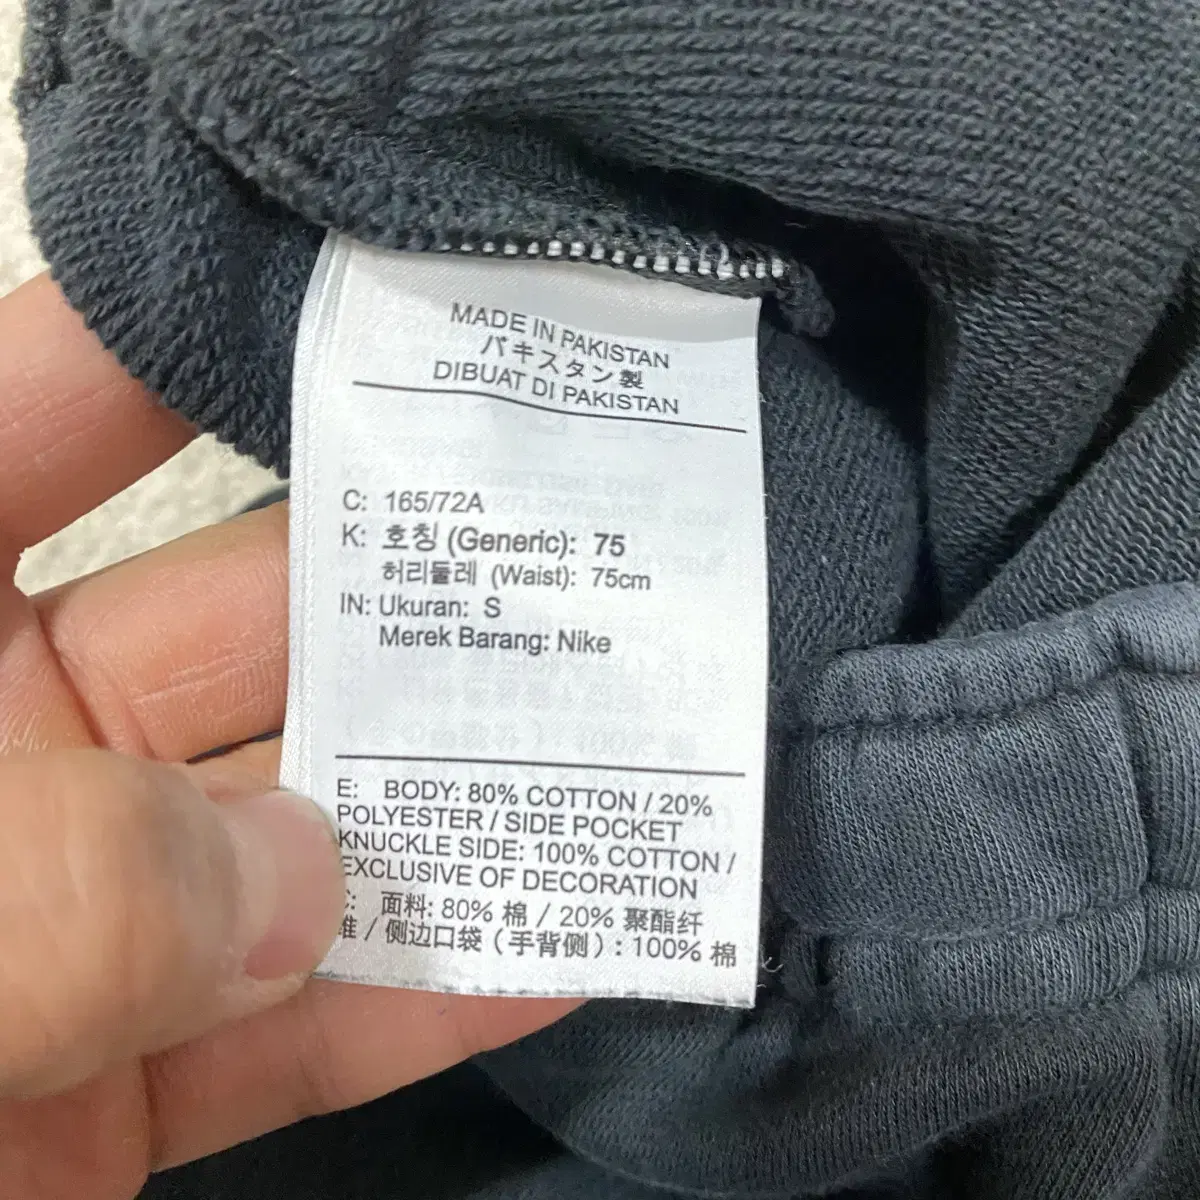 MADE IN PAKISTAN
パキスタン製
DIBUAT DI PAKISTAN
C: 165/72A
K: 호칭 (Generic): 75
허리둘레 (Waist): 75cm
IN: Ukuran: S
Merek Barang: Nike
E: BODY: 80% COTTON / 20%
POLYESTER / SIDE POCKET
KNUCKLE SIDE: 100% COTTON /
EXCLUSIVE OF DECORATION
C: 面料: 80% 棉 / 20% 聚酯纤
维 / 侧边口袋 ( 手背侧 ) : 100% 棉